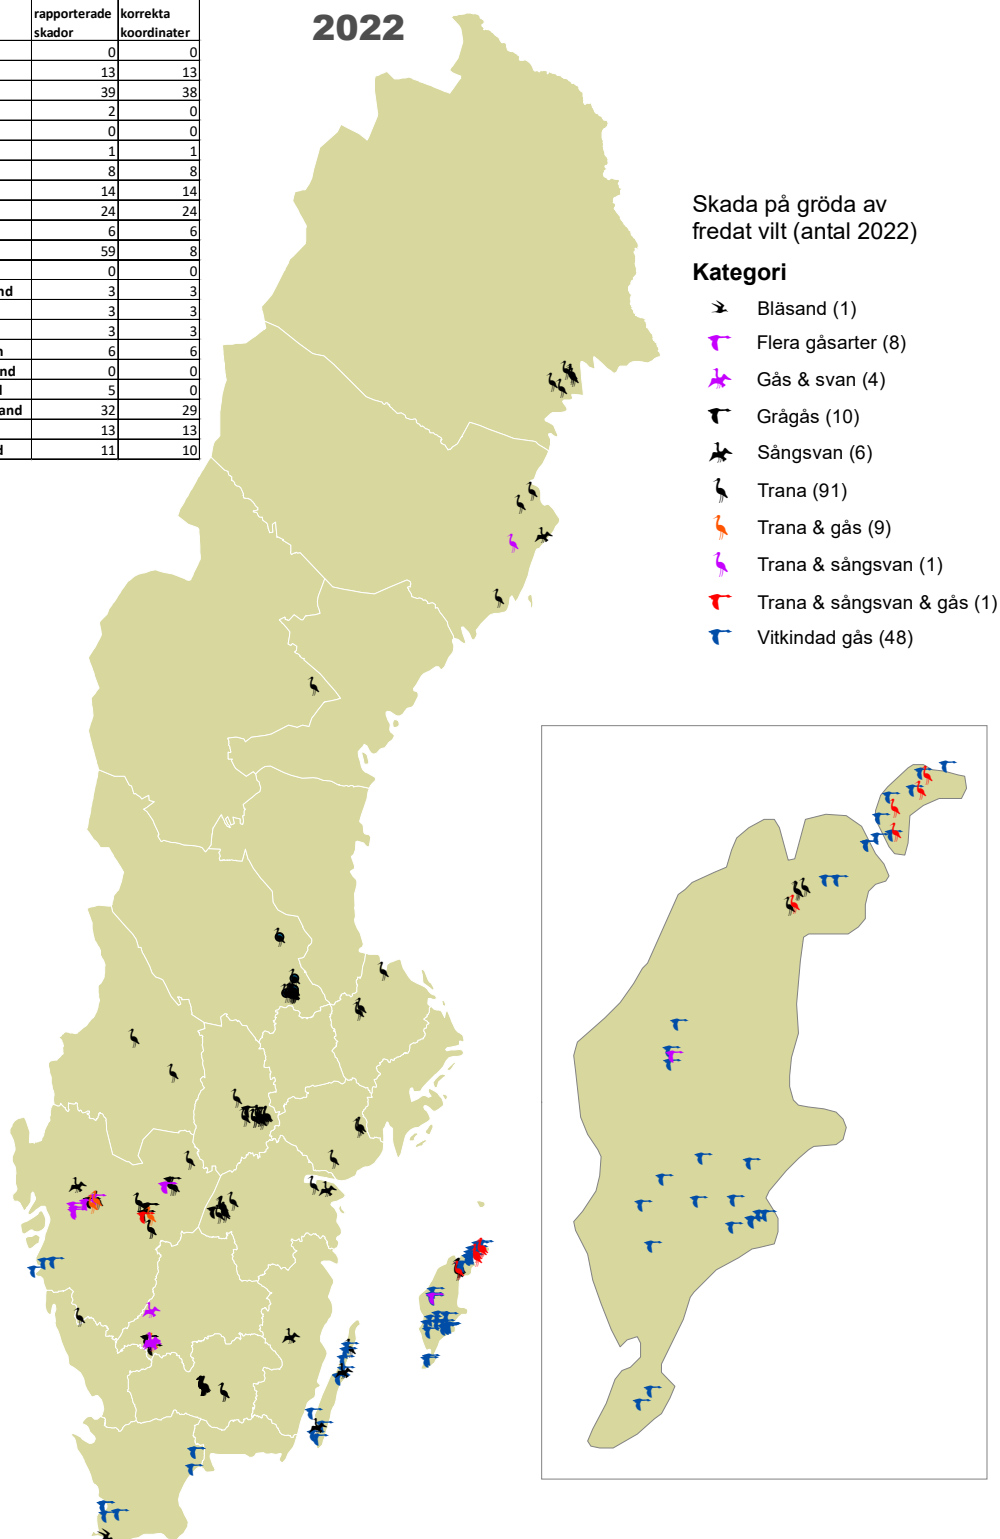 rapporterade korrekta
skador koordinater
0 0
13 13
39 38
2 0
0 0
1 1
8 8
14 14
24 24
6 6
59 8
0 0
nd 3 3
3 3
3 3
n 6 6
nd 0 0
d 5 0
and 32 29
13 13
d 11 10
2022
Skada på gröda av
fredat vilt (antal 2022)
Kategori
Bläsand (1)
Flera gåsarter (8)
Gås & svan (4)
Grågås (10)
Sångsvan (6)
Trana (91)
Trana & gås (9)
Trana & sångsvan (1)
Trana & sångsvan & gås (1)
Vitkindad gås (48)